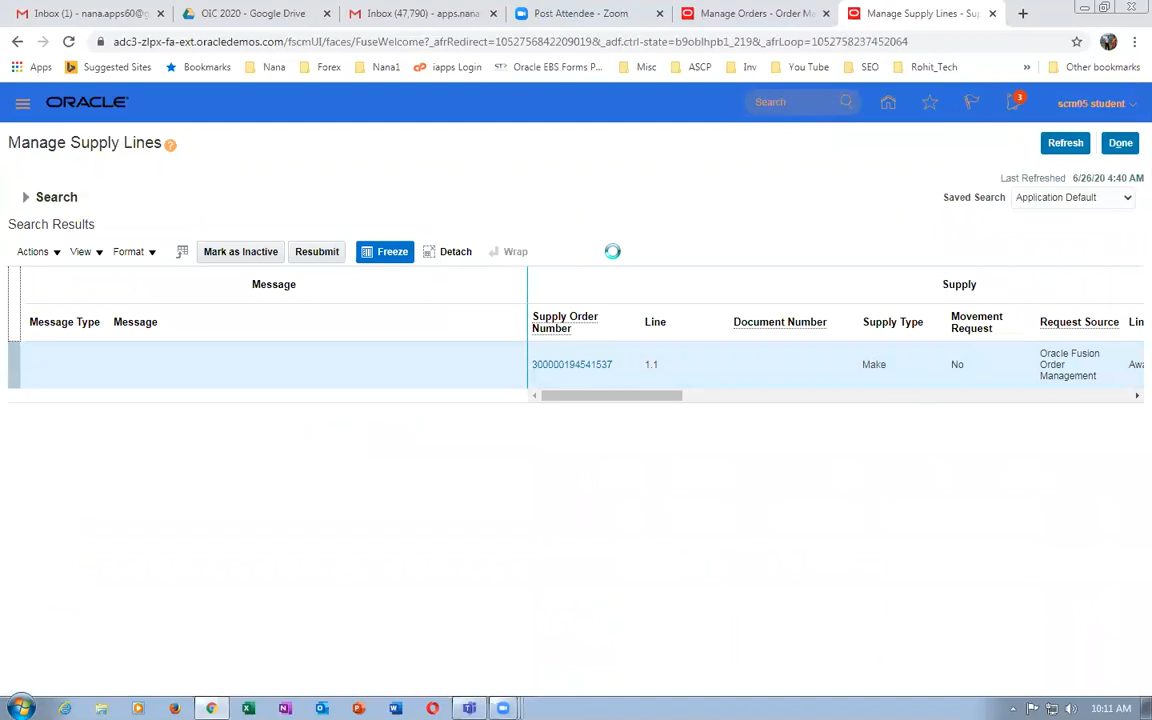 Inbox (1) - nana.apps60@g
OIC 2020 - Google Drive
Inbox (47,790) - apps.nana
Post Attendee - Zoom
Manage Orders - Order M
Manage Supply Lines - Su
adc3-zlpx-fa-ext.oracledemos.com/fscmUI/faces/FuseWelcome?_afrRedirect=1052756842209019&_adf.ctrl-state=b9oblhpb1_219&_afrLoop=1052758237452064
Apps
Suggested Sites
Bookmarks
Nana
Forex
Nana1
iapps Login
Oracle EBS Forms P...
Misc
ASCP
Inv
You Tube
SEO
Rohit_Tech
»
Other bookmarks
ORACLE
Search
3
scm05 student
Manage Supply Lines
?
Refresh
Done
Last Refreshed 6/26/20 4:40 AM
Search
Saved Search
Application Default
Search Results
Actions
View
Format
Mark as Inactive
Resubmit
Freeze
Detach
Wrap
Message
Supply
Message Type
Message
Supply Order
Number
Line
Document Number
Supply Type
Movement
Request
Request Source
Lin
300000194541537
1.1
Make
No
Oracle Fusion
Order
Management
Awa
10:11 AM